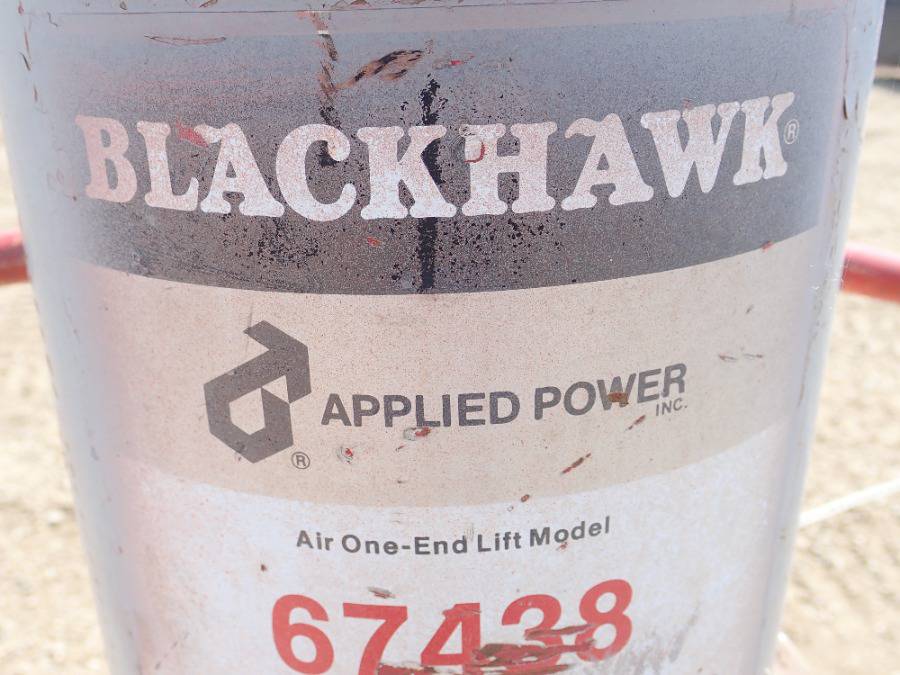 BLACKHAWK®
APPLIED POWER
INC.
®
Air One-End Lift Model
67438